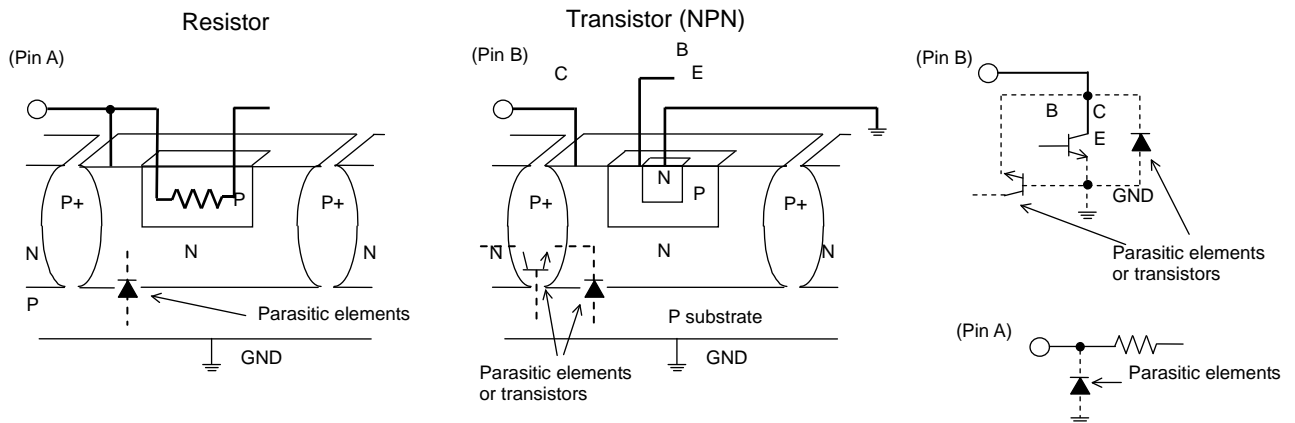 Resistor
(Pin A)
P+
P
P+
N
N
N
P
Parasitic elements
GND
Transistor (NPN)
(Pin B)
C
B
E
N
P+
P
P+
N
N
N
P substrate
GND
Parasitic elements
or transistors
(Pin B)
B
C
E
GND
Parasitic elements
or transistors
(Pin A)
Parasitic elements